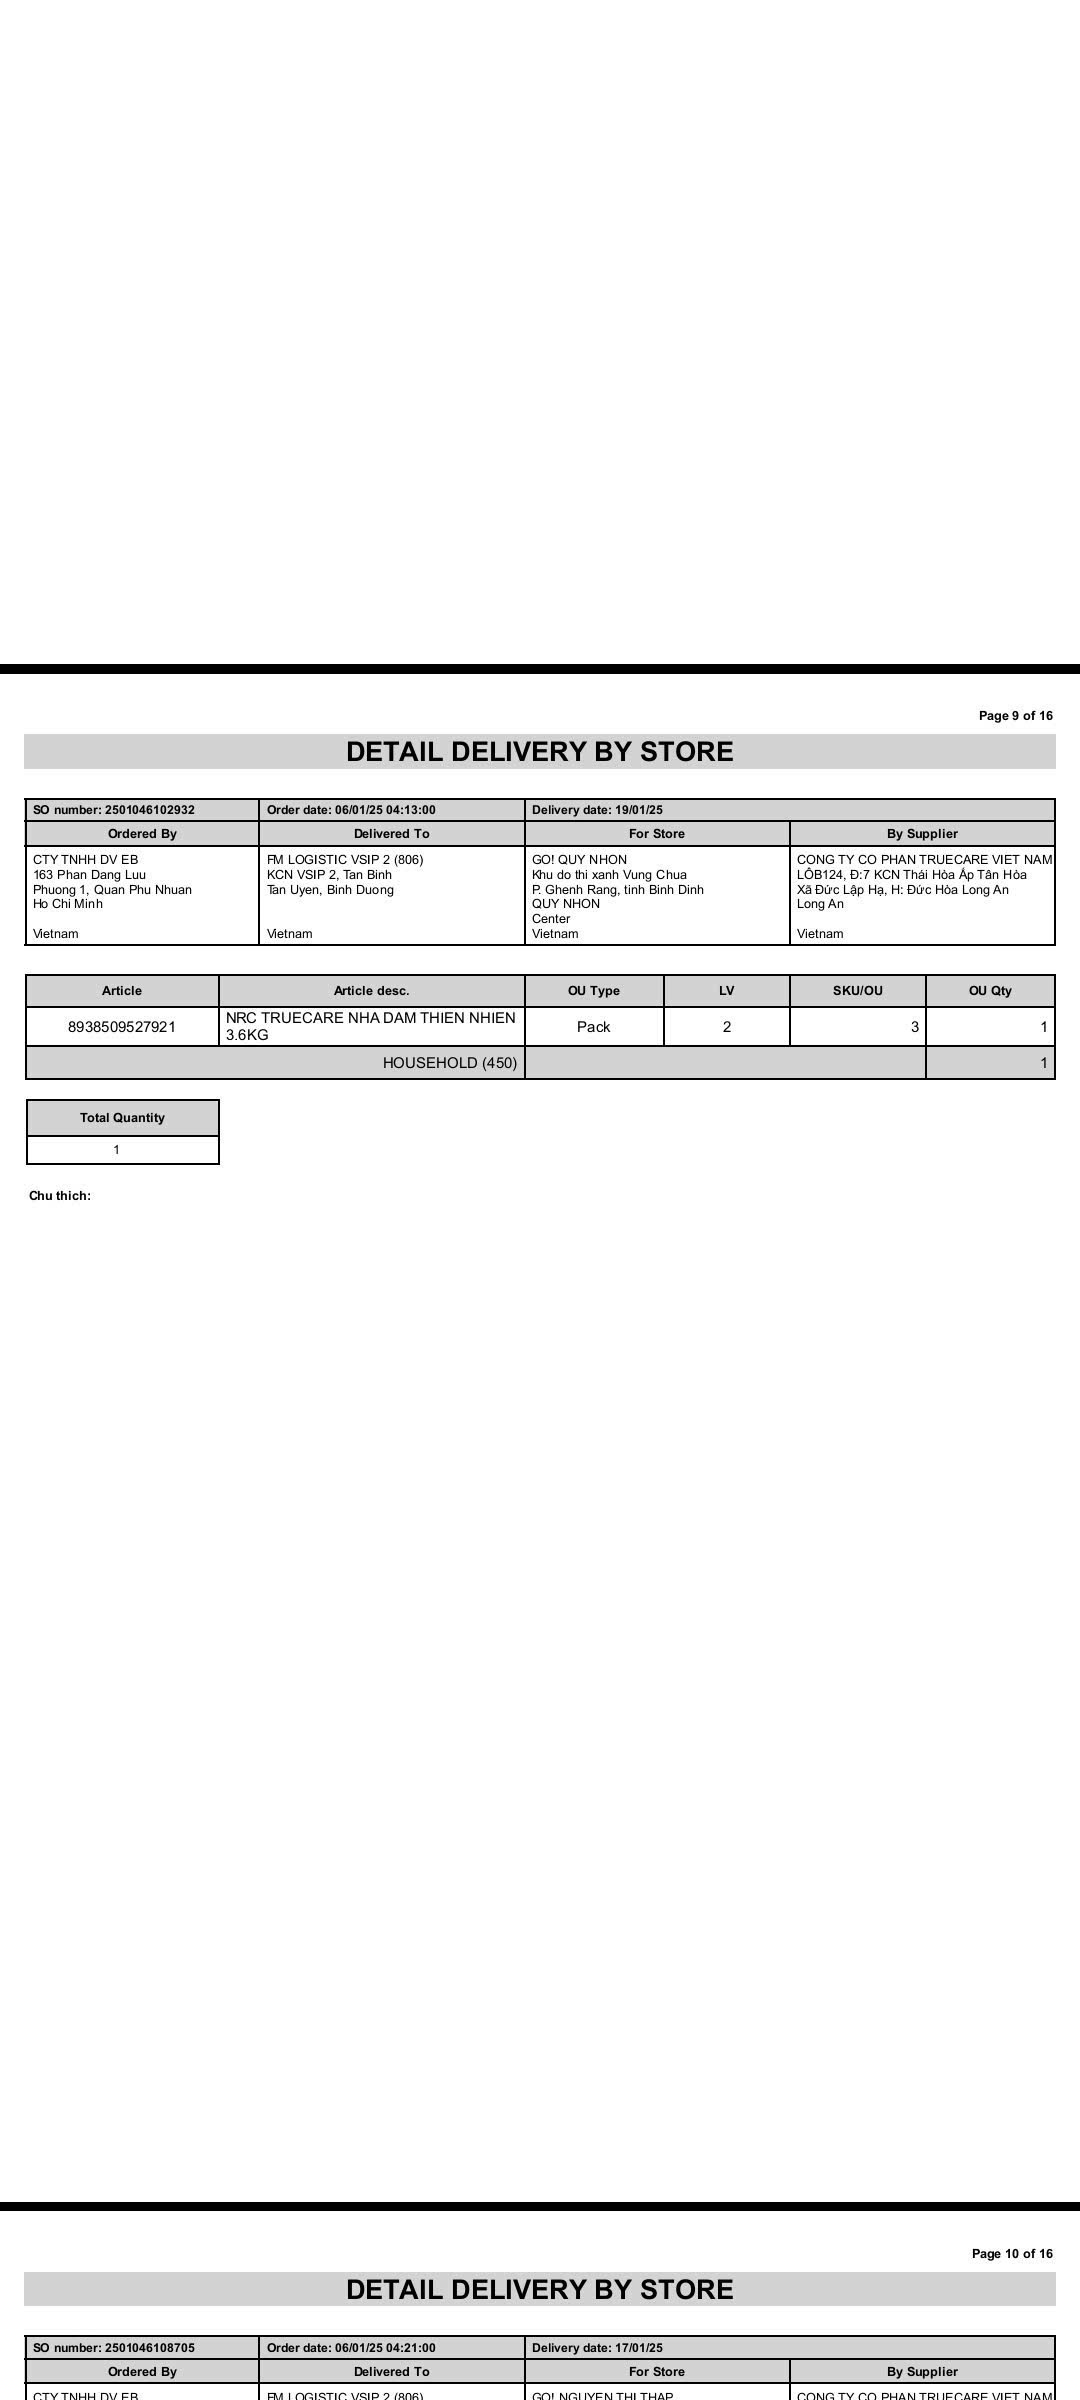 Page 9 of 16
DETAIL DELIVERY BY STORE
SO number: 2501046102932 Order date: 06/01/25 04:13:00 Delivery date: 19/01/25
Ordered By Delivered To For Store By Supplier
CTY TNHH DV EB FM LOGISTIC VSIP 2 (806) GO! QUY NHON CONG TY CO PHAN TRUECARE VIET NAM
163 Phan Dang Luu KCN VSIP 2, Tan Binh Khu do thi xanh Vung Chua LÔB124, Đ:7 KCN Thái Hòa Ấp Tân Hòa
Phuong 1, Quan Phu Nhuan Tan Uyen, Binh Duong P. Ghenh Rang, tinh Binh Dinh Xã Đức Lập Hạ, H: Đức Hòa Long An
Ho Chi Minh QUY NHON Long An
Center
Vietnam Vietnam Vietnam Vietnam
Article Article desc. OU Type LV SKU/OU OU Qty
8938509527921 NRC TRUECARE NHA DAM THIEN NHIEN 3.6KG Pack 2 3 1
HOUSEHOLD (450) 1
Total Quantity
1
Chu thich:
Page 10 of 16
DETAIL DELIVERY BY STORE
SO number: 2501046108705 Order date: 06/01/25 04:21:00 Delivery date: 17/01/25
Ordered By Delivered To For Store By Supplier
CTY TNHH DV EB FM LOGISTIC VSIP 2 (806) GO! NGUYEN THI THAP CONG TY CO PHAN TRUECARE VIET NAM